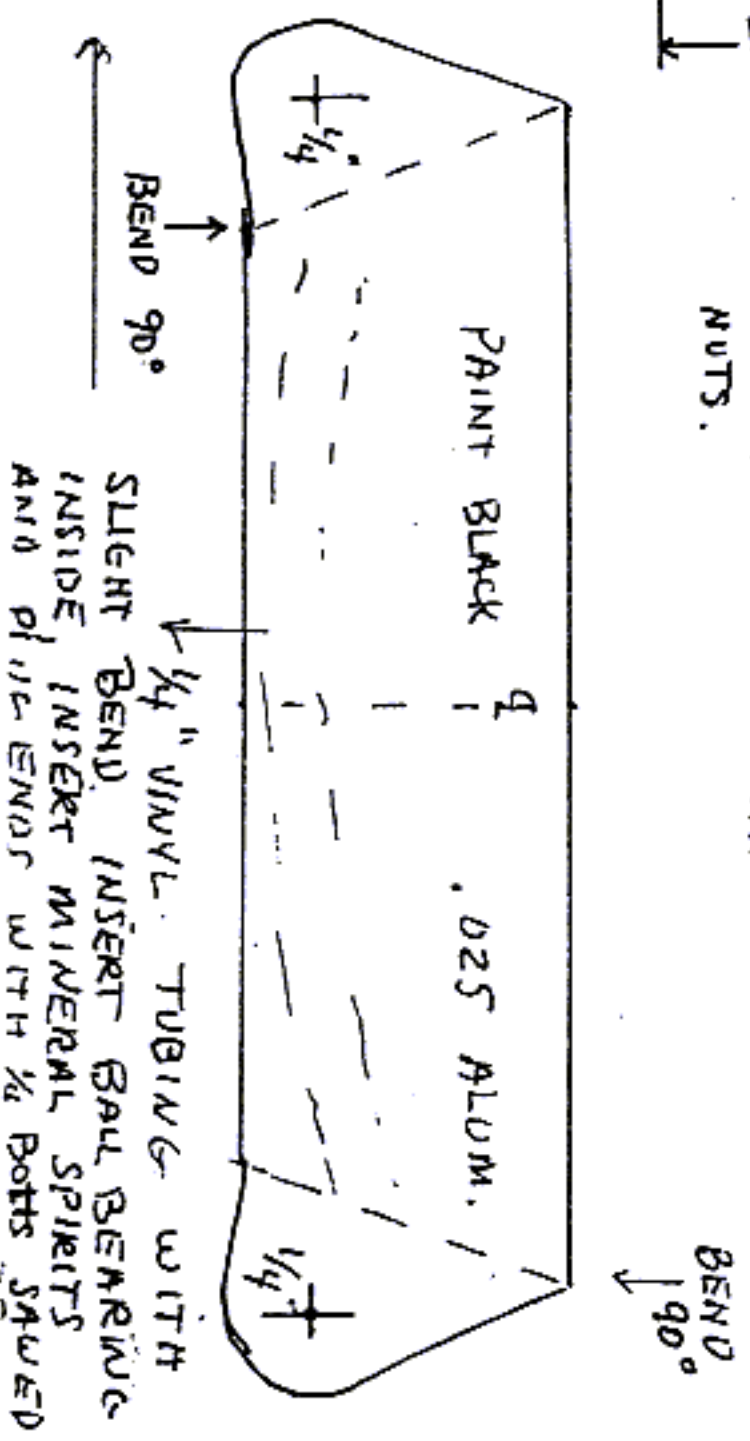 NUTS.
BEND
90°
PAINT BLACK
.025 ALUM.
1/4"
1/4"
BEND 90°
1/4" VINYL TUBING WITH
SLIGHT BEND. INSERT BALL BEARING
INSIDE, INSERT MINERAL SPIRITS
AND PLUG ENDS WITH 1/4 BOLTS SAWED